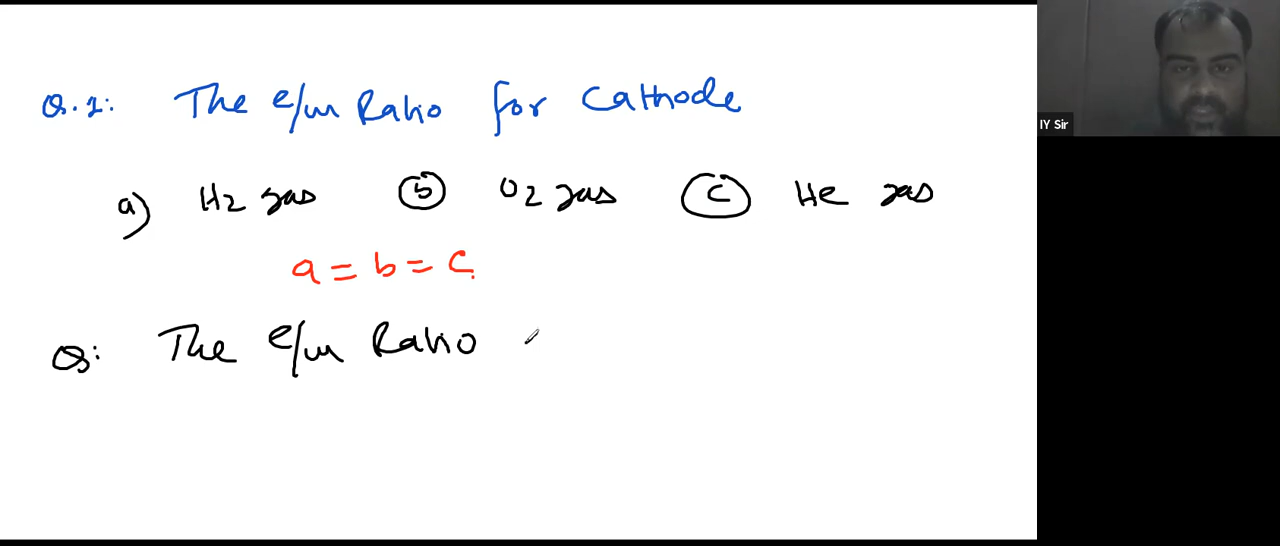 Q.1: The e/m Ratio for Cathode
a) H2 gas (b) O2 gas (c) He gas
a = b = c.
Q: The e/m Ratio
IY Sir